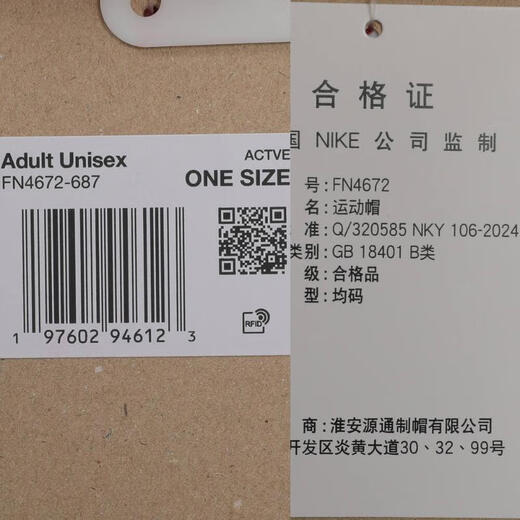 Adult Unisex
FN4672-687
ACTVE
ONE SIZE
RFID
1 97602 94612 3
合格证
国 NIKE 公司监制
号: FN4672
名: 运动帽
准: Q/320585 NKY 106-2024
类别: GB 18401 B类
级: 合格品
型: 均码
商: 淮安源通制帽有限公司
开发区炎黄大道30、32、99号